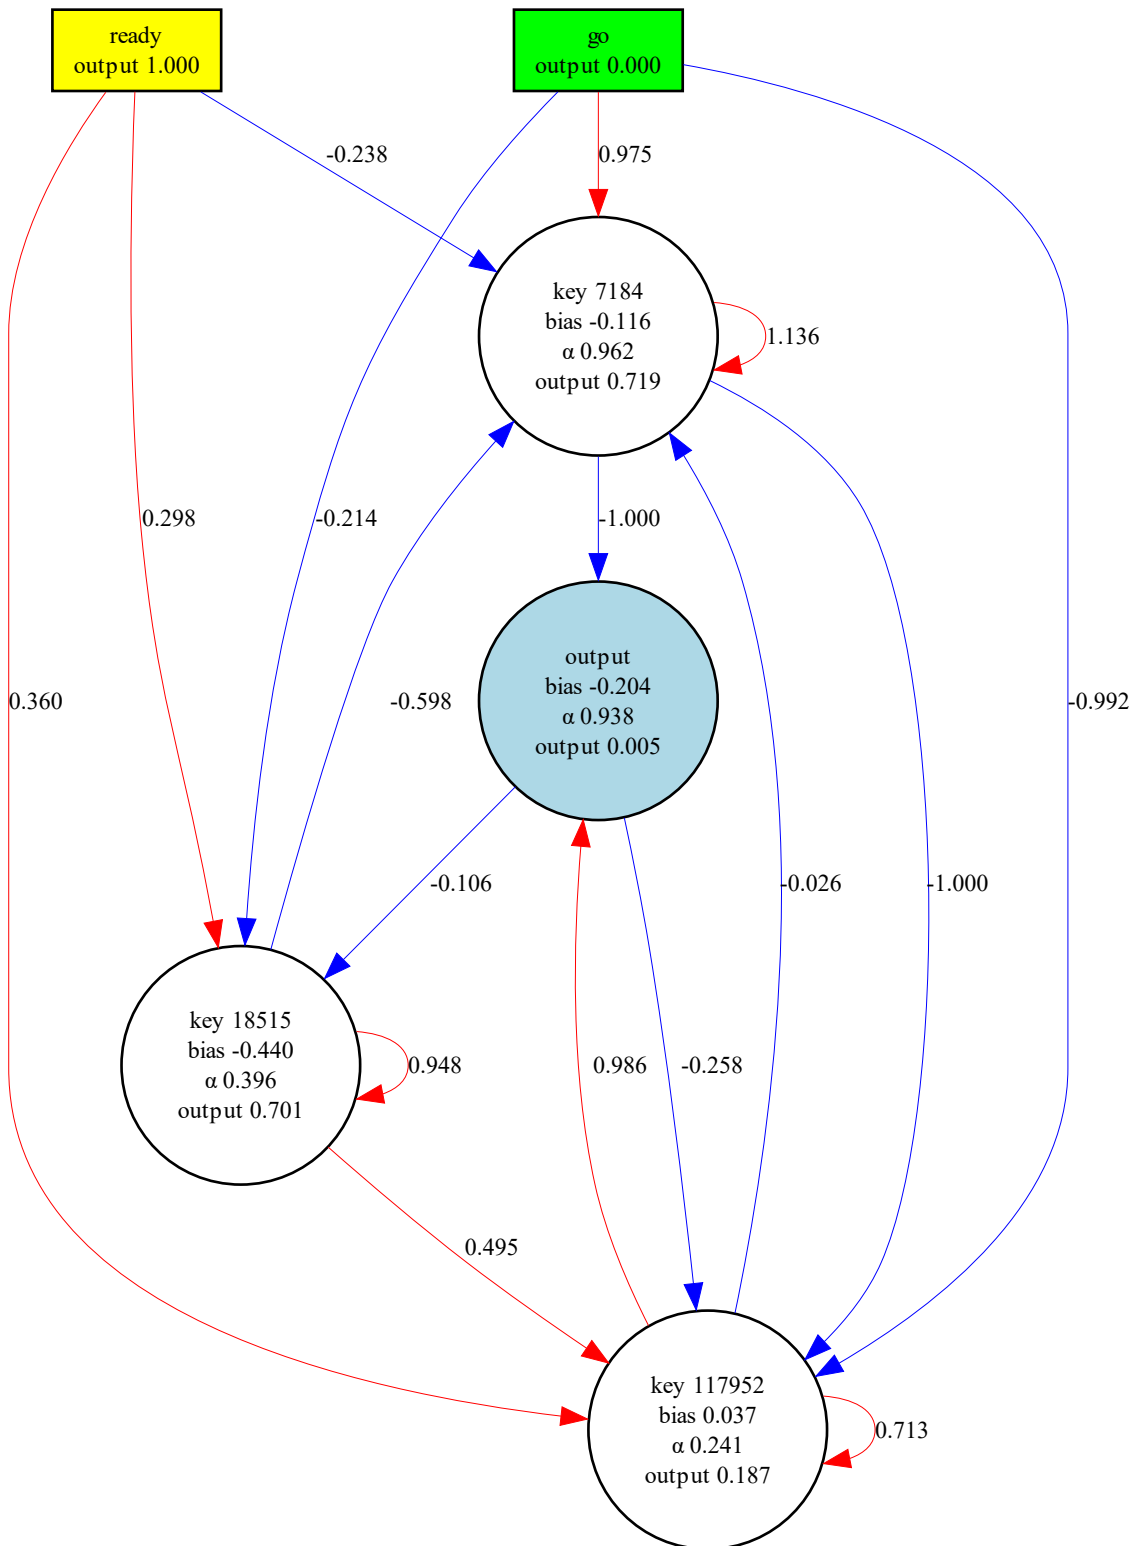 ready
output 1.000
go
output 0.000
-0.238
0.975
key 7184
bias -0.116
α 0.962
output 0.719
1.136
0.298
-0.214
-1.000
0.360
-0.598
output
bias -0.204
α 0.938
output 0.005
-0.992
-0.106
-0.026
-1.000
key 18515
bias -0.440
α 0.396
output 0.701
0.948
0.986
-0.258
0.495
key 117952
bias 0.037
α 0.241
output 0.187
0.713